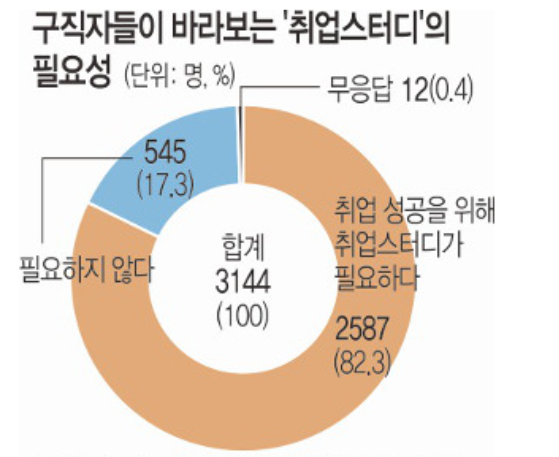 구직자들이 바라보는 '취업스터디'의
필요성 (단위: 명, %)
무응답 12(0.4)
545
(17.3)
취업 성공을 위해
취업스터디가
필요하다
합계
3144
(100)
필요하지 않다
2587
(82.3)